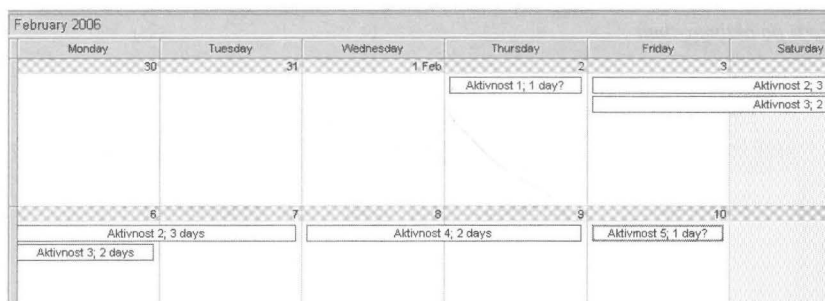 February 2006
Monday Tuesday Wednesday Thursday Friday Saturday
30 31 1 Feb 2 3
Aktivnost 1; 1 day? Aktivnost 2; 3
Aktivnost 3; 2
6 7 8 9 10
Aktivnost 2; 3 days Aktivnost 4; 2 days Aktivmost 5; 1 day?
Aktivnost 3; 2 days